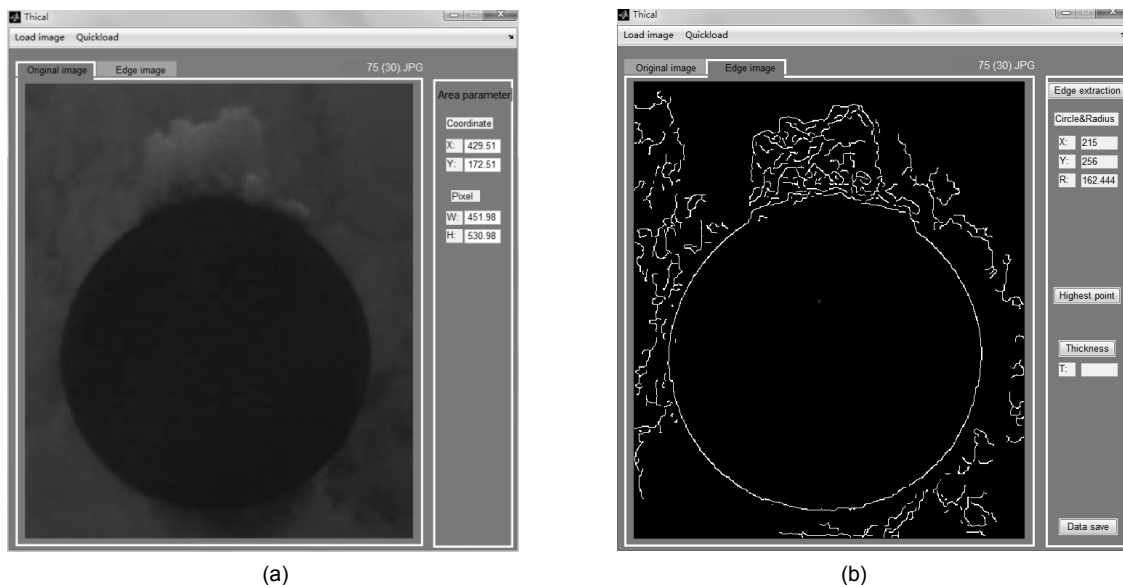 Thical
Load image Quickload
Original image Edge image 75 (30).JPG
Area parameter
Coordinate
X: 429.51
Y: 172.51
Pixel
W: 451.98
H: 530.98
(a)
Thical
Load image Quickload
Original image Edge image 75 (30).JPG
Edge extraction
Circle&Radius
X: 215
Y: 256
R: 162.444
Highest point
Thickness
T:
Data save
(b)